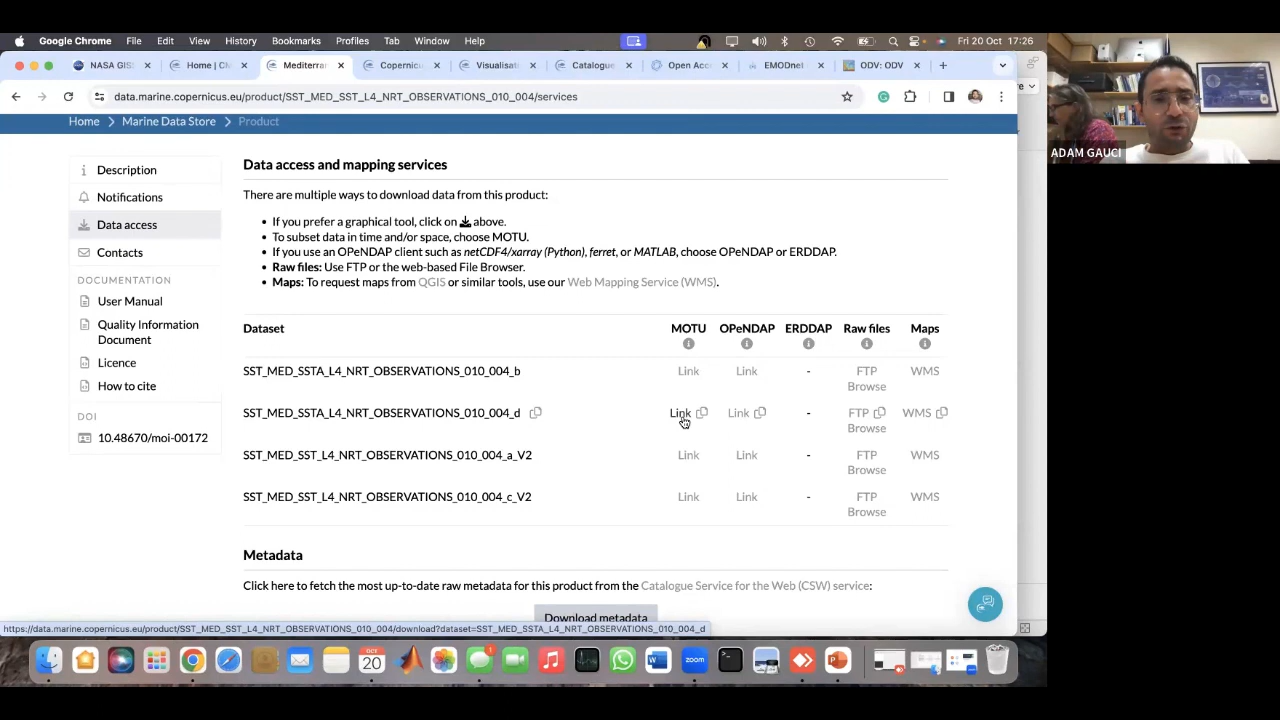 Google Chrome File Edit View History Bookmarks Profiles Tab Window Help Fri 20 Oct 17:26
NASA GIS: Home | CM Mediterran Copernicu Visualisat Catalogue Open Acc EMODnet ODV: ODV
data.marine.copernicus.eu/product/SST_MED_SST_L4_NRT_OBSERVATIONS_010_004/services
Home > Marine Data Store > Product
Description
Notifications
Data access
Contacts
DOCUMENTATION
User Manual
Quality Information
Document
Licence
How to cite
DOI
10.48670/moi-00172
Data access and mapping services
There are multiple ways to download data from this product:
• If you prefer a graphical tool, click on above.
• To subset data in time and/or space, choose MOTU.
• If you use an OPeNDAP client such as netCDF4/xarray (Python), ferret, or MATLAB, choose OPeNDAP or ERDDAP.
• Raw files: Use FTP or the web-based File Browser.
• Maps: To request maps from QGIS or similar tools, use our Web Mapping Service (WMS).
Dataset MOTU OPeNDAP ERDDAP Raw files Maps
SST_MED_SSTA_L4_NRT_OBSERVATIONS_010_004_b Link Link - FTP WMS
Browse
SST_MED_SSTA_L4_NRT_OBSERVATIONS_010_004_d Link Link - FTP WMS
Browse
SST_MED_SST_L4_NRT_OBSERVATIONS_010_004_a_V2 Link Link - FTP WMS
Browse
SST_MED_SST_L4_NRT_OBSERVATIONS_010_004_c_V2 Link Link - FTP WMS
Browse
Metadata
Click here to fetch the most up-to-date raw metadata for this product from the Catalogue Service for the Web (CSW) service:
Download metadata
https://data.marine.copernicus.eu/product/SST_MED_SST_L4_NRT_OBSERVATIONS_010_004/download?dataset=SST_MED_SSTA_L4_NRT_OBSERVATIONS_010_004_d
OCT
20
1
zoom
ADAM GAUCI